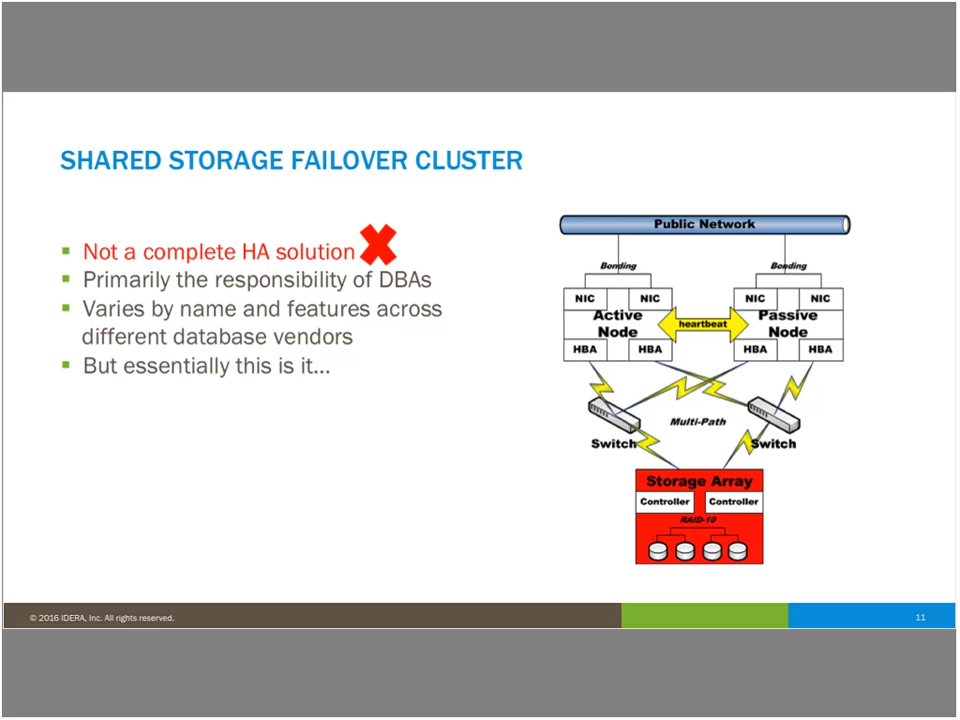 SHARED STORAGE FAILOVER CLUSTER
Not a complete HA solution
Primarily the responsibility of DBAs
Varies by name and features across
different database vendors
But essentially this is it...
Public Network
Bonding
Bonding
NIC
NIC
NIC
NIC
Active
Node
heartbeat
Passive
Node
HBA
HBA
HBA
HBA
Multi-Path
Switch
Switch
Storage Array
Controller
Controller
RAID-10
© 2016 IDERA, Inc. All rights reserved.
11